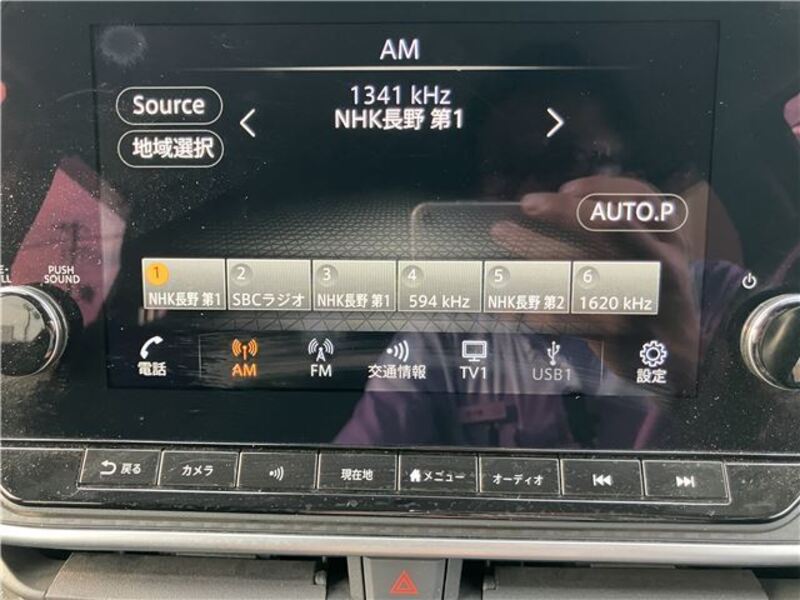 AM
1341 kHz
NHK長野 第1
Source
地域選択
AUTO.P
PUSH
SOUND
1
NHK長野 第1
2
SBCラジオ
3
NHK長野 第1
4
594 kHz
5
NHK長野 第2
6
1620 kHz
電話
AM
FM
交通情報
TV1
USB1
設定
戻る
カメラ
現在地
メニュー
オーディオ